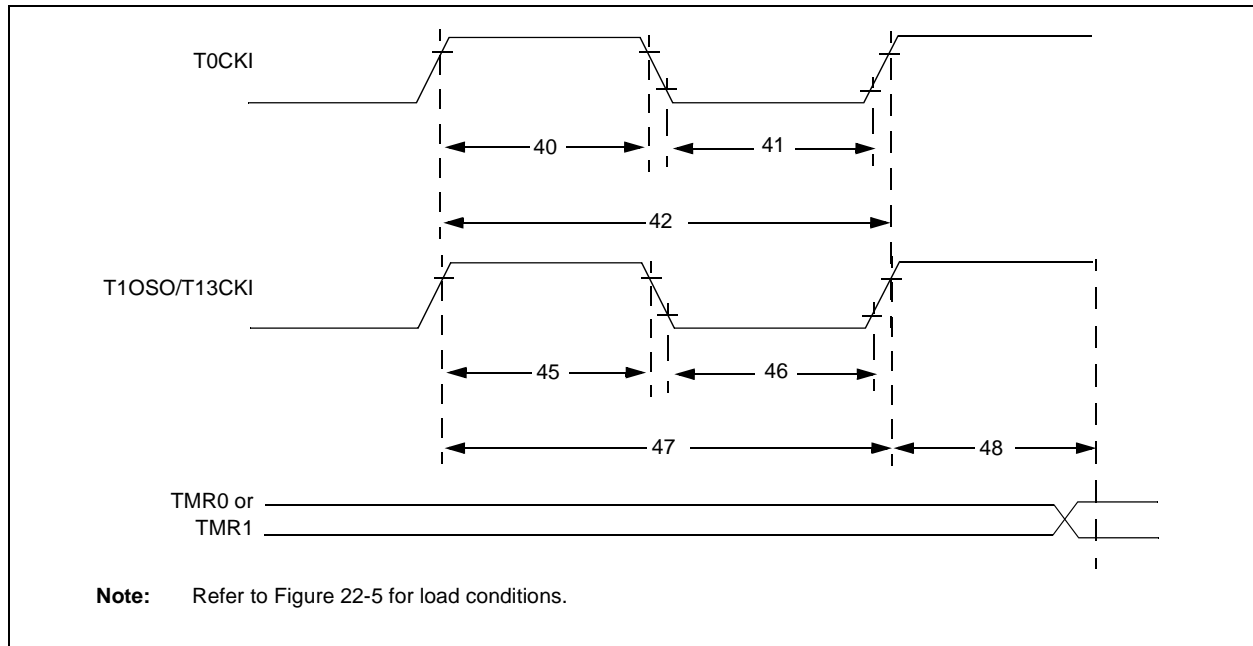 T0CKI
40
41
42
T1OSO/T13CKI
45
46
47
48
TMR0 or
TMR1
Note: Refer to Figure 22-5 for load conditions.